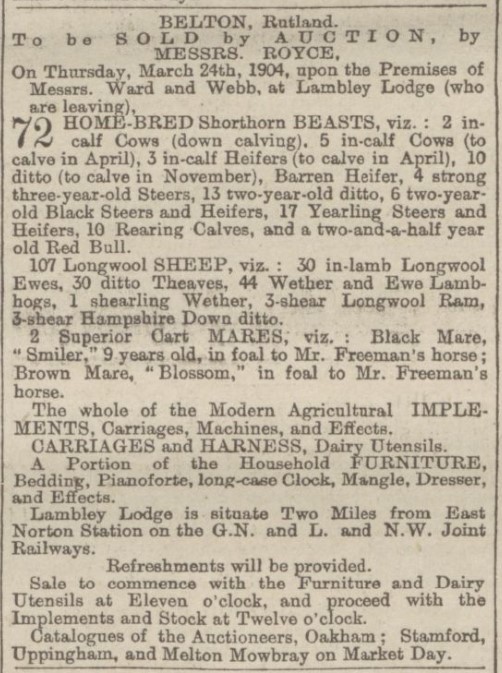 BELTON, Rutland.
To be SOLD by AUCTION, by
MESSRS. ROYCE,
On Thursday, March 24th, 1904, upon the Premises of
Messrs. Ward and Webb, at Lambley Lodge (who
are leaving),
72 HOME-BRED Shorthorn BEASTS, viz. : 2 in-
calf Cows (down calving), 5 in-calf Cows (to
calve in April), 3 in-calf Heifers (to calve in April), 10
ditto (to calve in November), Barren Heifer, 4 strong
three-year-old Steers, 13 two-year-old ditto, 6 two-year-
old Black Steers and Heifers, 17 Yearling Steers and
Heifers, 10 Rearing Calves, and a two-and-a-half year
old Red Bull.
107 Longwool SHEEP, viz. : 30 in-lamb Longwool
Ewes, 30 ditto Theaves, 44 Wether and Ewe Lamb-
hogs, 1 shearling Wether, 3-shear Longwool Ram,
3-shear Hampshire Down ditto.
2 Superior Cart MARES, viz. : Black Mare,
"Smiler," 9 years old, in foal to Mr. Freeman's horse;
Brown Mare, "Blossom," in foal to Mr. Freeman's
horse.
The whole of the Modern Agricultural IMPLE-
MENTS, Carriages, Machines, and Effects.
CARRIAGES and HARNESS, Dairy Utensils.
A Portion of the Household FURNITURE,
Bedding, Pianoforte, long-case Clock, Mangle, Dresser,
and Effects.
Lambley Lodge is situate Two Miles from East
Norton Station on the G.N. and L. and N.W. Joint
Railways.
Refreshments will be provided.
Sale to commence with the Furniture and Dairy
Utensils at Eleven o'clock, and proceed with the
Implements and Stock at Twelve o'clock.
Catalogues of the Auctioneers, Oakham; Stamford,
Uppingham, and Melton Mowbray on Market Day.